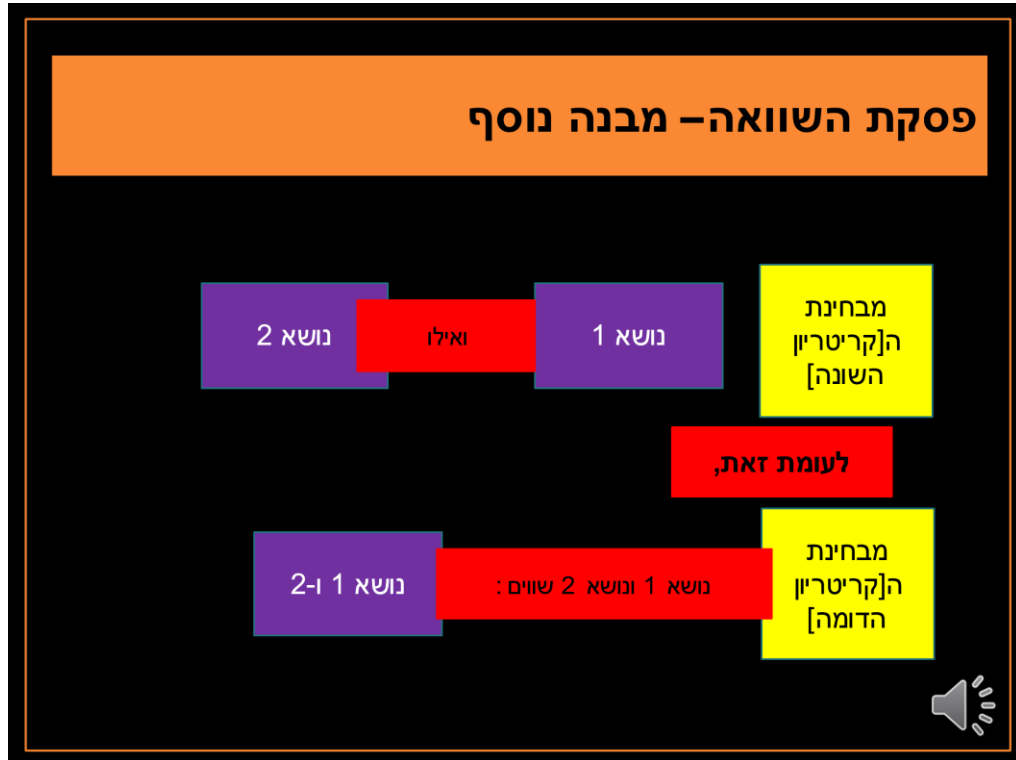 פסקת השוואה– מבנה נוסף
מבחינת
ה[קריטריון
השונה]
נושא 1
ואילו
נושא 2
לעומת זאת,
מבחינת
ה[קריטריון
הדומה]
נושא 1 ונושא 2 שווים :
נושא 1 ו-2